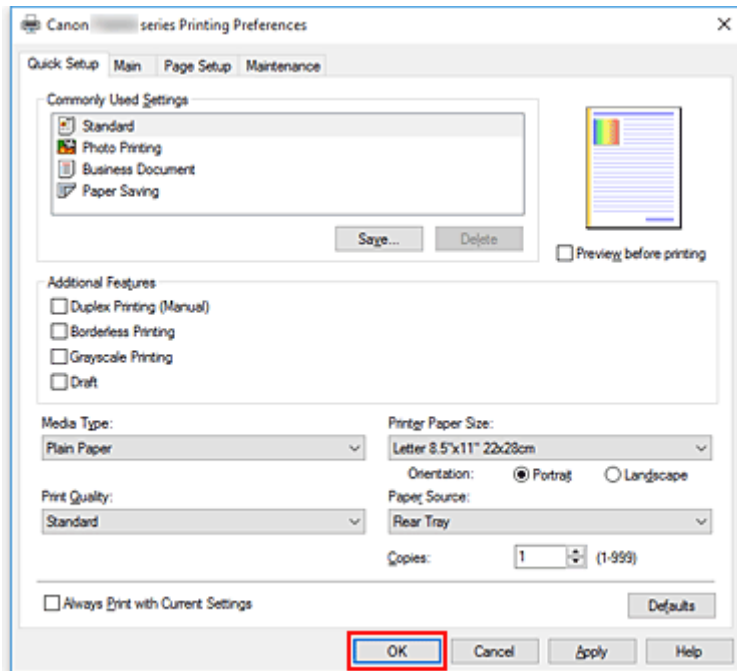 Canon series Printing Preferences
Quick Setup Main Page Setup Maintenance
Commonly Used Settings
Standard
Photo Printing
Business Document
Paper Saving
Save... Delete
Preview before printing
Additional Features
Duplex Printing (Manual)
Borderless Printing
Grayscale Printing
Draft
Media Type: Printer Paper Size:
Plain Paper Letter 8.5"x11" 22x28cm
Orientation: Portrait Landscape
Print Quality: Paper Source:
Standard Rear Tray
Copies: 1 (1-999)
Always Print with Current Settings Defaults
OK Cancel Apply Help